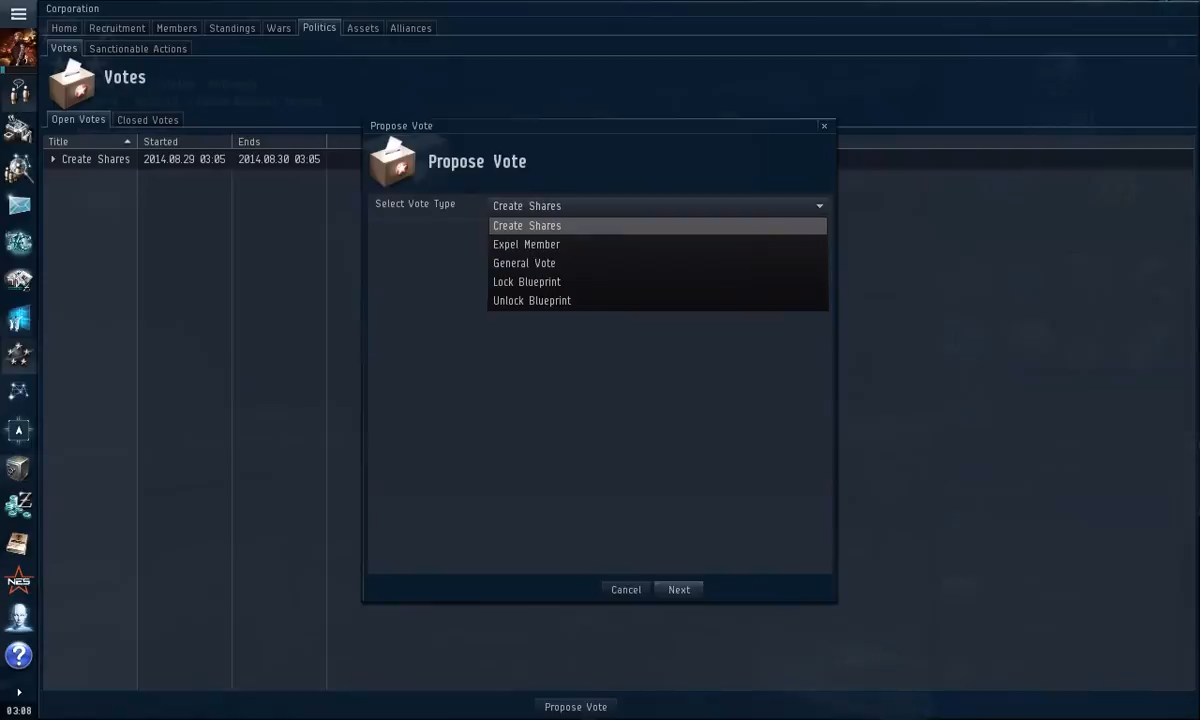 Corporation
Home Recruitment Members Standings Wars Politics Assets Alliances
Votes Sanctionable Actions
Votes
Open Votes Closed Votes
Title Started Ends
Create Shares 2014.08.29 03:05 2014.08.30 03:05
Propose Vote
Propose Vote
Select Vote Type Create Shares
Create Shares
Expel Member
General Vote
Lock Blueprint
Unlock Blueprint
Cancel Next
Propose Vote
NES
03:08